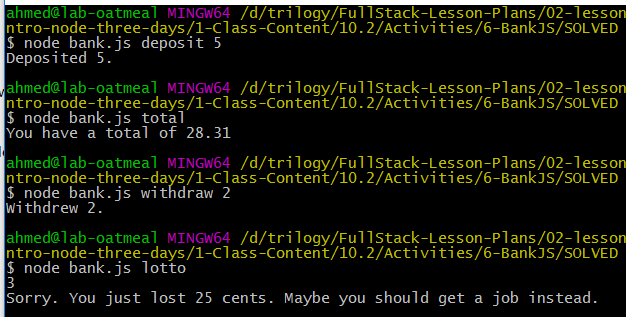 ahmed@lab-oatmeal MINGW64 /d/trilogy/FullStack-Lesson-Plans/02-lesson
ntro-node-three-days/1-Class-Content/10.2/Activities/6-BankJS/SOLVED
$ node bank.js deposit 5
Deposited 5.
ahmed@lab-oatmeal MINGW64 /d/trilogy/FullStack-Lesson-Plans/02-lesson
ntro-node-three-days/1-Class-Content/10.2/Activities/6-BankJS/SOLVED
$ node bank.js total
You have a total of 28.31
ahmed@lab-oatmeal MINGW64 /d/trilogy/FullStack-Lesson-Plans/02-lesson
ntro-node-three-days/1-Class-Content/10.2/Activities/6-BankJS/SOLVED
$ node bank.js withdraw 2
Withdrew 2.
ahmed@lab-oatmeal MINGW64 /d/trilogy/FullStack-Lesson-Plans/02-lesson
ntro-node-three-days/1-Class-Content/10.2/Activities/6-BankJS/SOLVED
$ node bank.js lotto
3
Sorry. You just lost 25 cents. Maybe you should get a job instead.